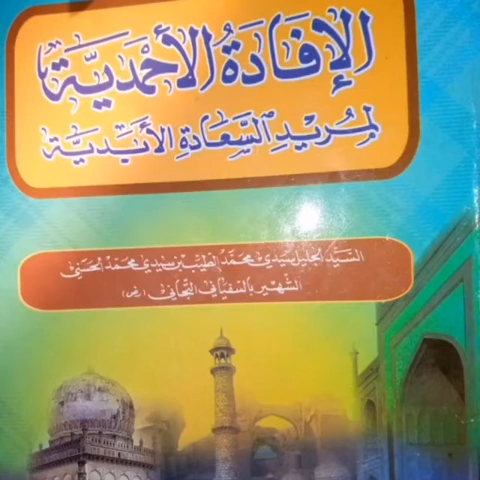 الإفادة الأحمدية
لمريد السعادة الأبدية
السيد الجليل سيدي محمد الطيب بن سيدي محمد الحسني
الشهير بالسفياني التجاني (رض)